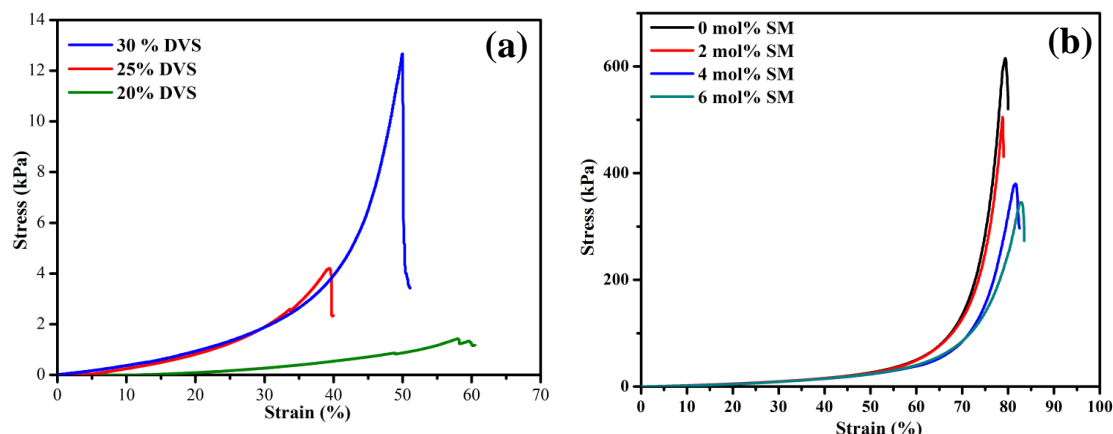 14
12
10
8
6
4
2
0
Stress (kPa)
30 % DVS
25% DVS
20% DVS
(a)
0 10 20 30 40 50 60 70
Strain (%)
600
400
200
0
Stress (kPa)
0 mol% SM
2 mol% SM
4 mol% SM
6 mol% SM
(b)
0 10 20 30 40 50 60 70 80 90 100
Strain (%)